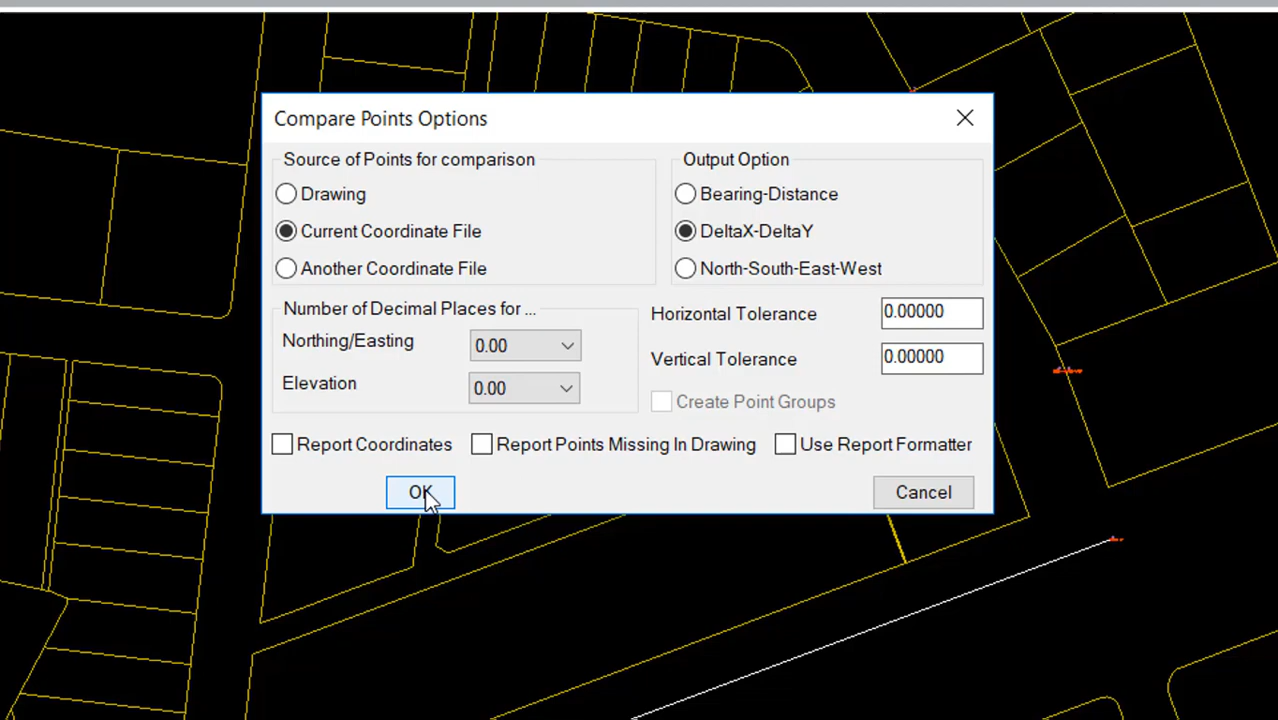 Compare Points Options
Source of Points for comparison
Drawing
Current Coordinate File
Another Coordinate File
Output Option
Bearing-Distance
DeltaX-DeltaY
North-South-East-West
Number of Decimal Places for ...
Northing/Easting 0.00
Elevation 0.00
Horizontal Tolerance 0.00000
Vertical Tolerance 0.00000
Create Point Groups
Report Coordinates Report Points Missing In Drawing Use Report Formatter
OK Cancel